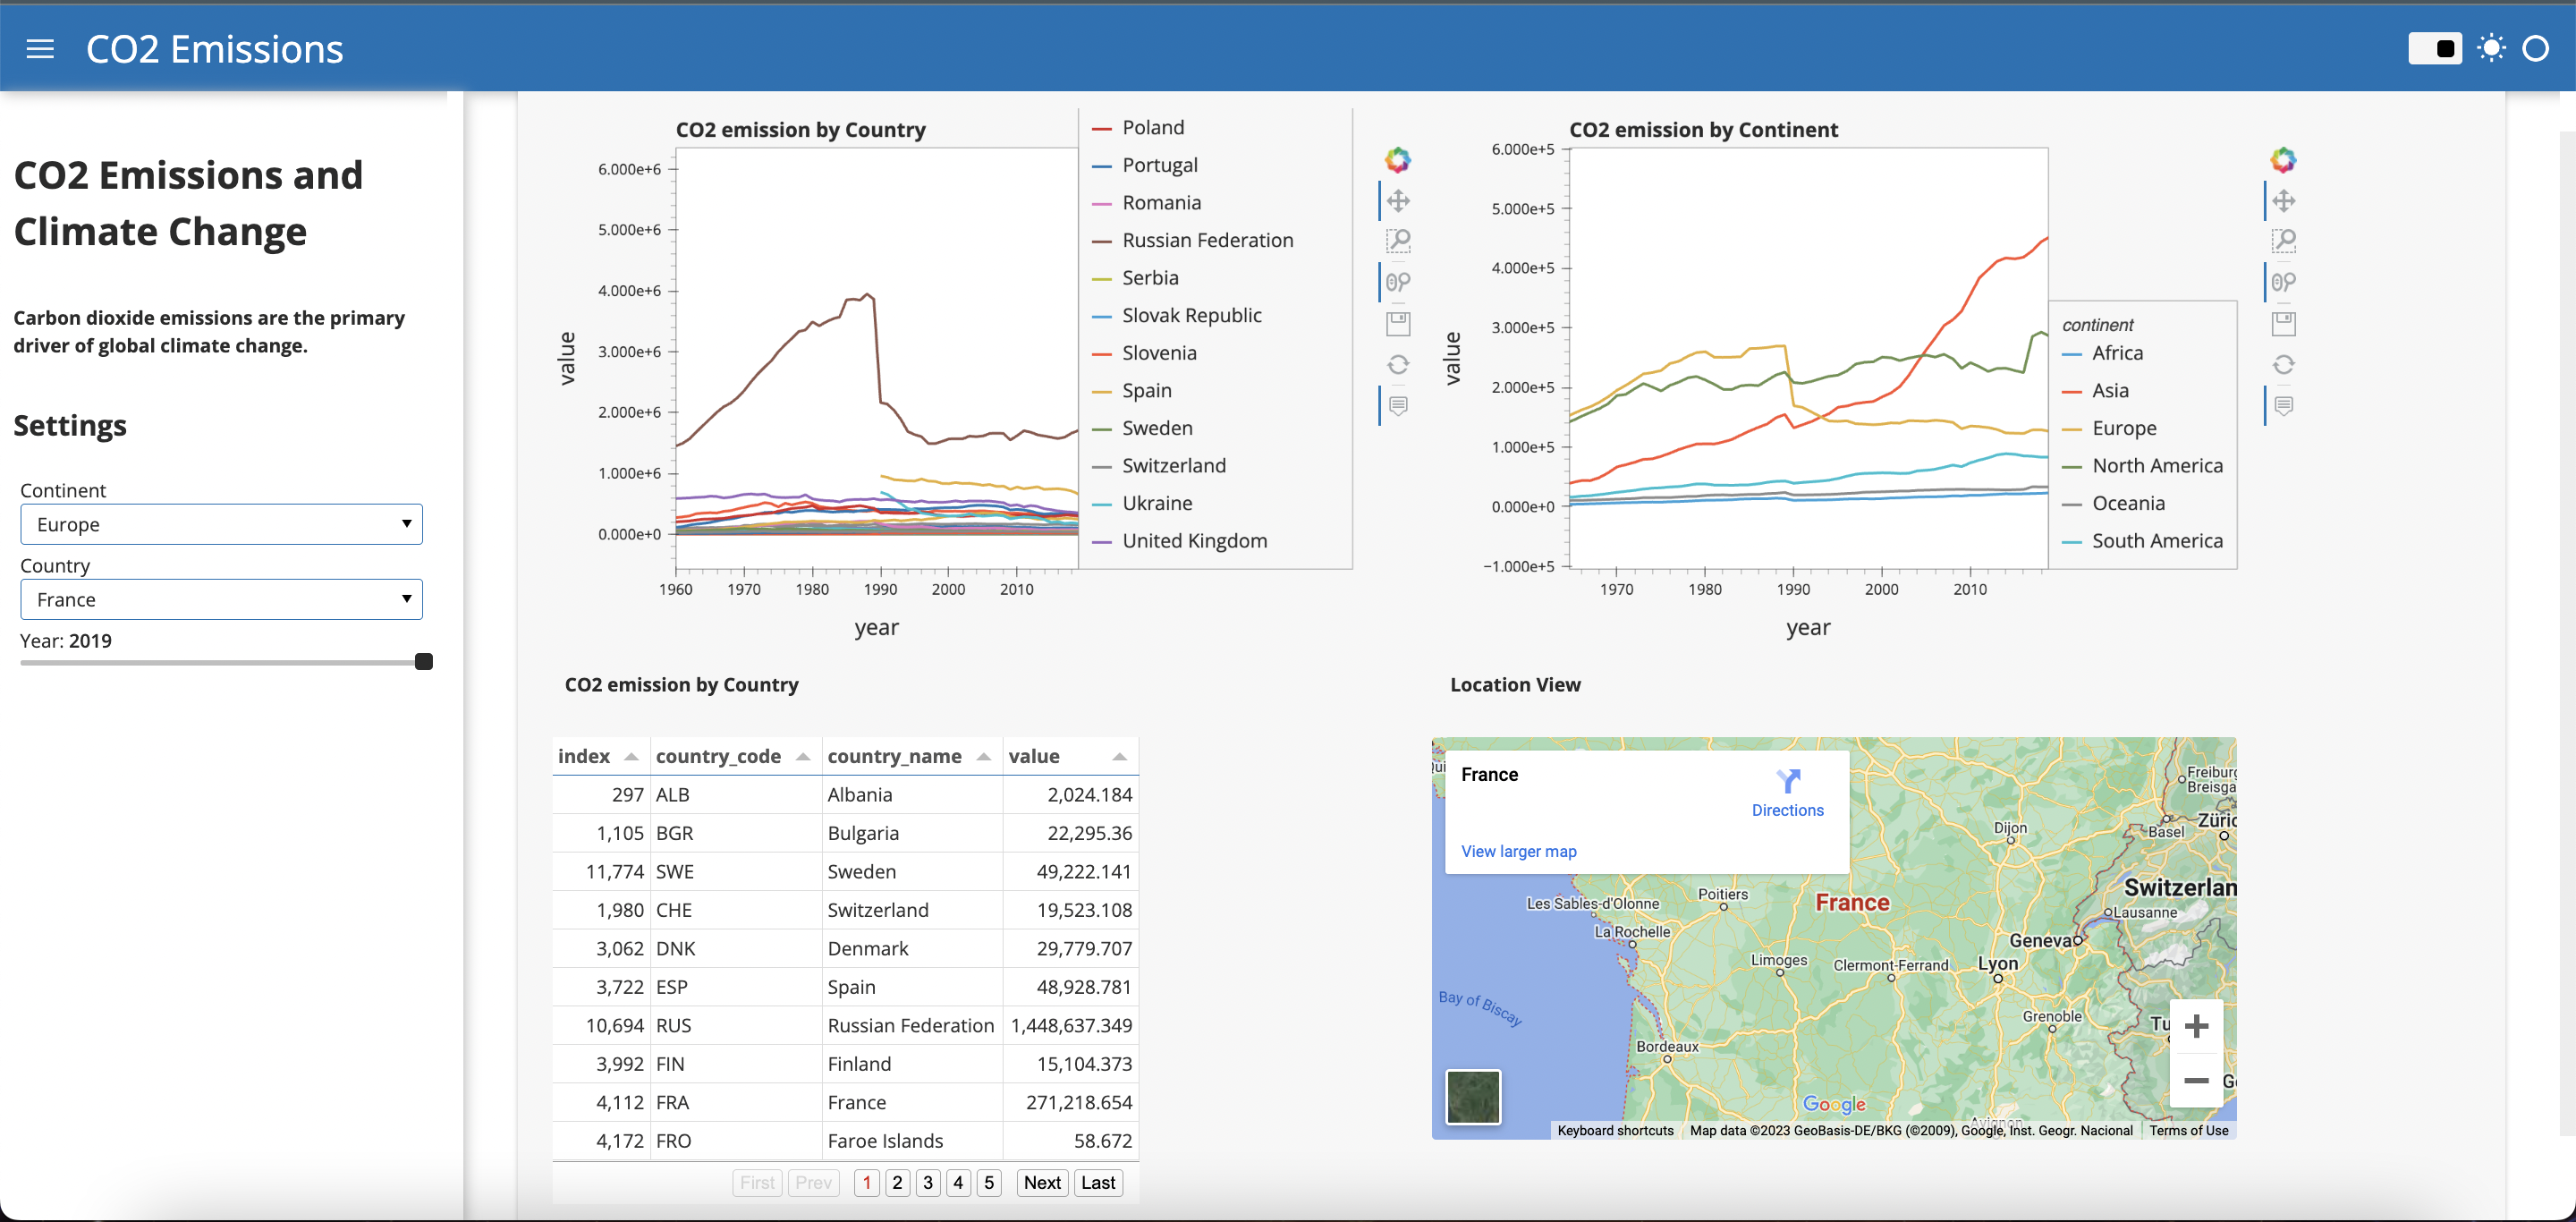 CO2 Emissions
CO2 Emissions and
Climate Change
Carbon dioxide emissions are the primary
driver of global climate change.
Settings
Continent
Europe
Country
France
Year: 2019
CO2 emission by Country
6.000e+6
5.000e+6
4.000e+6
3.000e+6
2.000e+6
1.000e+6
0.000e+0
value
1960 1970 1980 1990 2000 2010
year
Poland
Portugal
Romania
Russian Federation
Serbia
Slovak Republic
Slovenia
Spain
Sweden
Switzerland
Ukraine
United Kingdom
CO2 emission by Continent
6.000e+5
5.000e+5
4.000e+5
3.000e+5
2.000e+5
1.000e+5
0.000e+0
−1.000e+5
value
1970 1980 1990 2000 2010
year
continent
Africa
Asia
Europe
North America
Oceania
South America
CO2 emission by Country
index country_code country_name value
297 ALB Albania 2,024.184
1,105 BGR Bulgaria 22,295.36
11,774 SWE Sweden 49,222.141
1,980 CHE Switzerland 19,523.108
3,062 DNK Denmark 29,779.707
3,722 ESP Spain 48,928.781
10,694 RUS Russian Federation 1,448,637.349
3,992 FIN Finland 15,104.373
4,112 FRA France 271,218.654
4,172 FRO Faroe Islands 58.672
First Prev 1 2 3 4 5 Next Last
Location View
France
Directions
View larger map
Freiburg
Breisga
Züric
Basel
Dijon
Switzerlan
Poitiers
France
Les Sables-d'Olonne
Lausanne
La Rochelle
Geneva
Limoges
Clermont-Ferrand
Lyon
Bay of Biscay
Grenoble
Tu
Bordeaux
G
Google
Avignon
Keyboard shortcuts
Map data ©2023 GeoBasis-DE/BKG (©2009), Google, Inst. Geogr. Nacional
Terms of Use